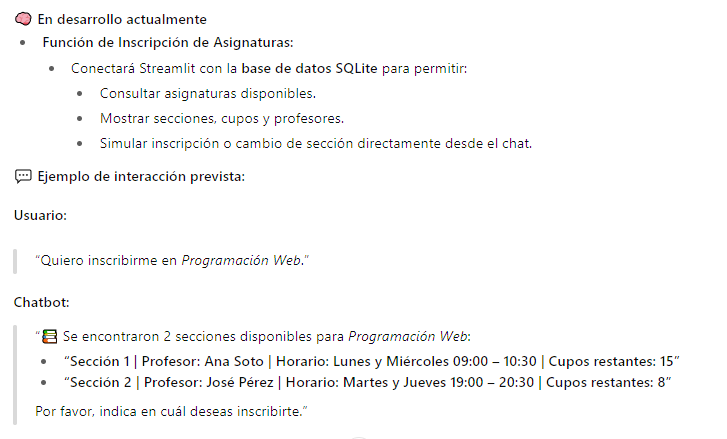 🧠 En desarrollo actualmente
• Función de Inscripción de Asignaturas:
• Conectará Streamlit con la base de datos SQLite para permitir:
• Consultar asignaturas disponibles.
• Mostrar secciones, cupos y profesores.
• Simular inscripción o cambio de sección directamente desde el chat.
💬 Ejemplo de interacción prevista:
Usuario:
“Quiero inscribirme en Programación Web.”
Chatbot:
“📚 Se encontraron 2 secciones disponibles para Programación Web:
• “Sección 1 | Profesor: Ana Soto | Horario: Lunes y Miércoles 09:00 – 10:30 | Cupos restantes: 15”
• “Sección 2 | Profesor: José Pérez | Horario: Martes y Jueves 19:00 – 20:30 | Cupos restantes: 8”
Por favor, indica en cuál deseas inscribirte.”